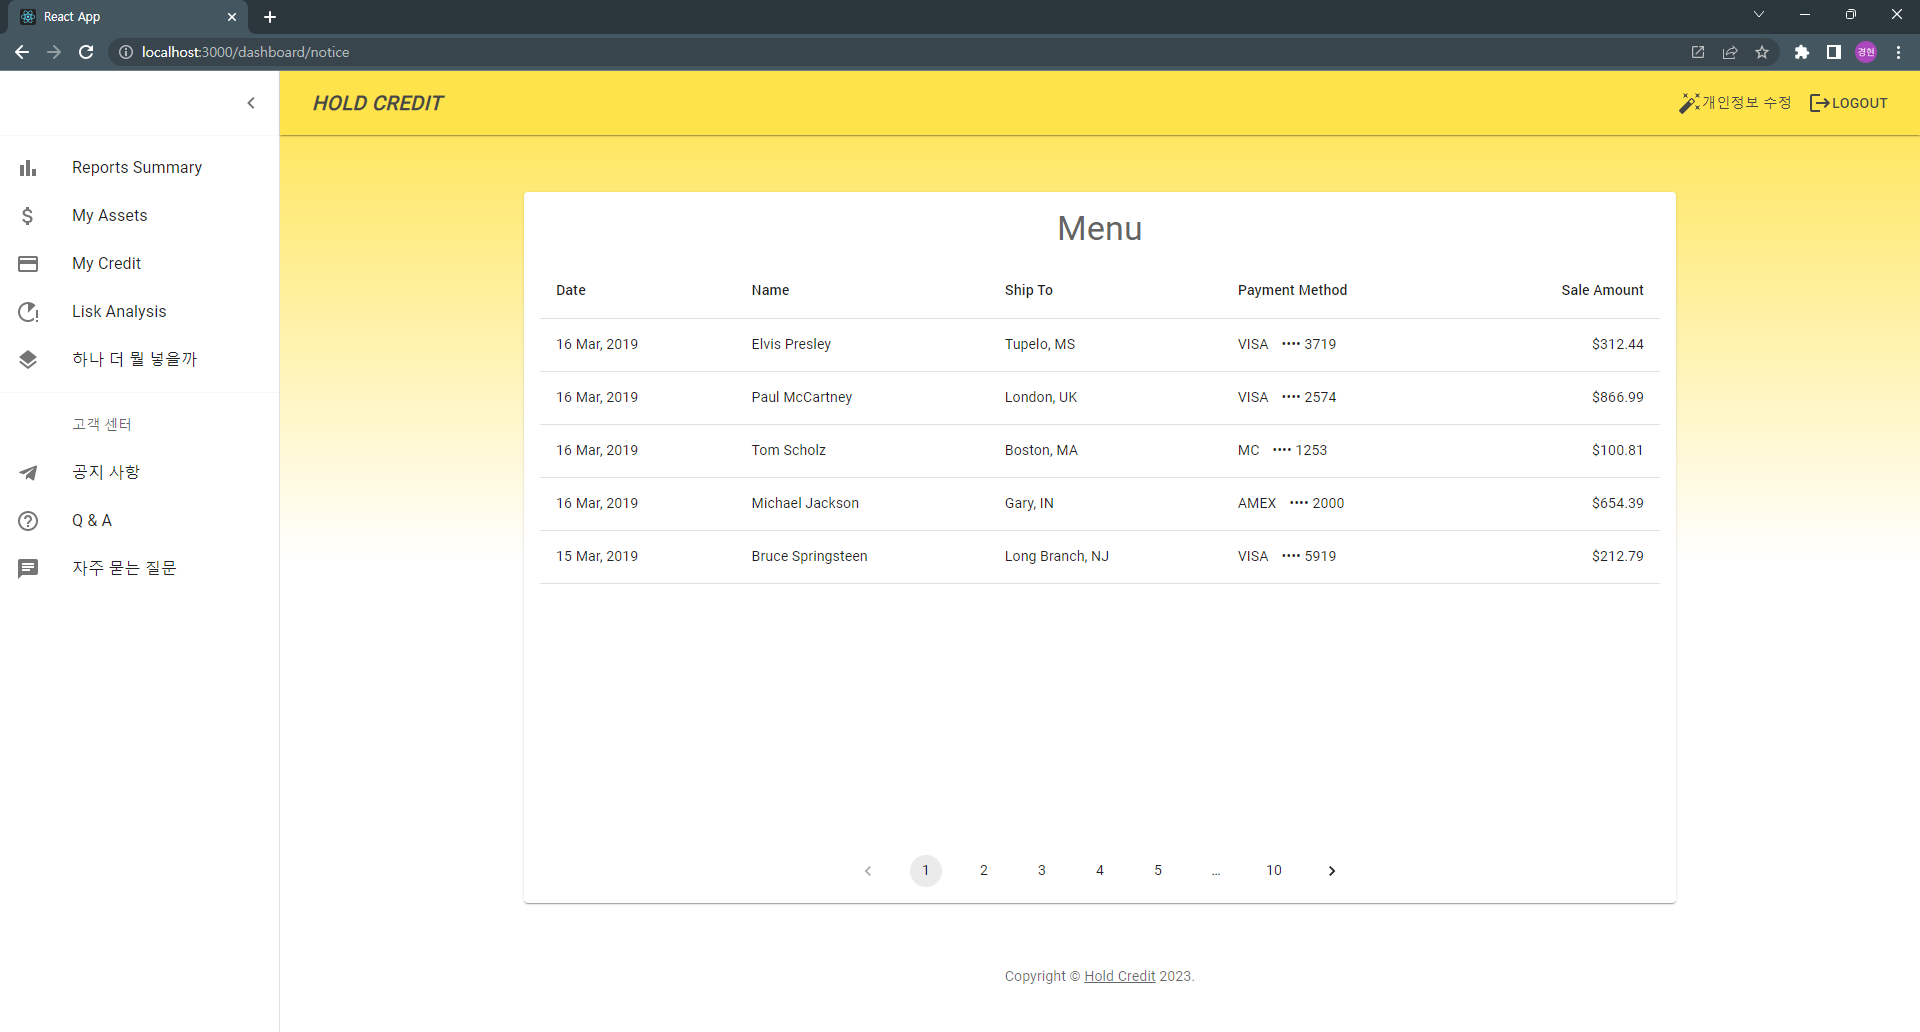 React App
localhost:3000/dashboard/notice
경현
HOLD CREDIT
개인정보 수정
LOGOUT
Reports Summary
My Assets
My Credit
Lisk Analysis
하나 더 뭘 넣을까
고객 센터
공지 사항
Q & A
자주 묻는 질문
Menu
Date Name Ship To Payment Method Sale Amount
16 Mar, 2019 Elvis Presley Tupelo, MS VISA •••• 3719 $312.44
16 Mar, 2019 Paul McCartney London, UK VISA •••• 2574 $866.99
16 Mar, 2019 Tom Scholz Boston, MA MC •••• 1253 $100.81
16 Mar, 2019 Michael Jackson Gary, IN AMEX •••• 2000 $654.39
15 Mar, 2019 Bruce Springsteen Long Branch, NJ VISA •••• 5919 $212.79
1 2 3 4 5 … 10
Copyright © Hold Credit 2023.